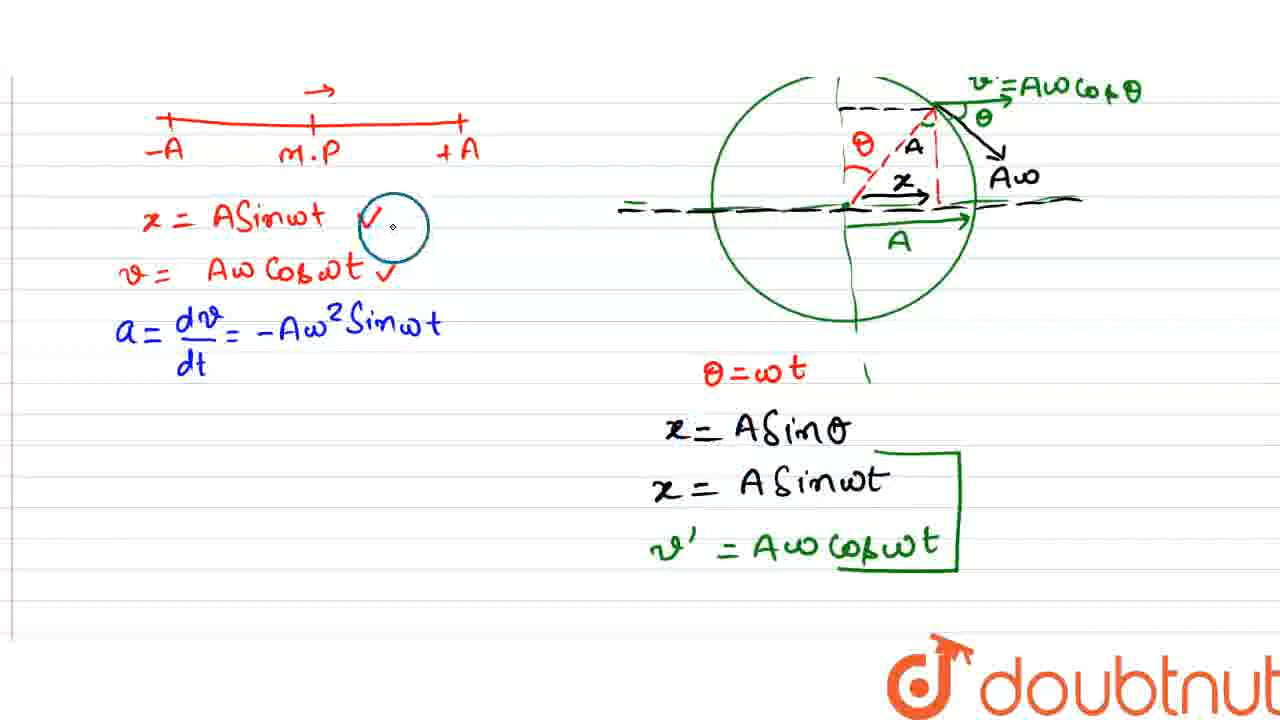 →
-A M.P +A
x = A Sin ωt ✓
v = Aω Cos ωt ✓
a = dv/dt = -Aω² Sin ωt
v' = Aω Cos θ
θ
θ
A
x
Aω
A
θ = ωt
x = A Sin θ
x = A Sin ωt
v' = Aω Cos ωt
doubtnut